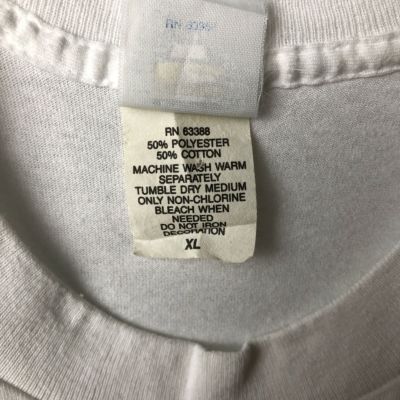 RN 63388
50% POLYESTER
50% COTTON
MACHINE WASH WARM
SEPARATELY
TUMBLE DRY MEDIUM
ONLY NON-CHLORINE
BLEACH WHEN
NEEDED
DO NOT IRON
DECORATION
XL